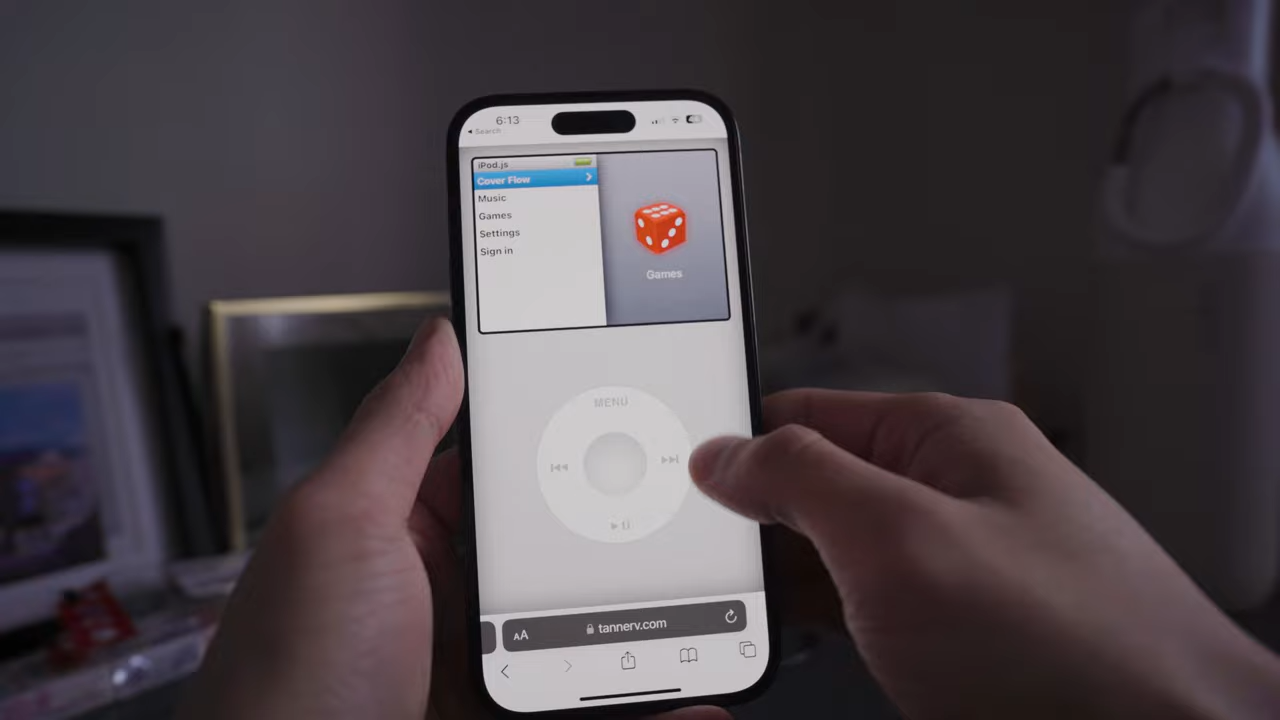 6:13
◄ Search
iPod.js
Cover Flow
Music
Games
Settings
Sign in
Games
MENU
AA
tannerv.com